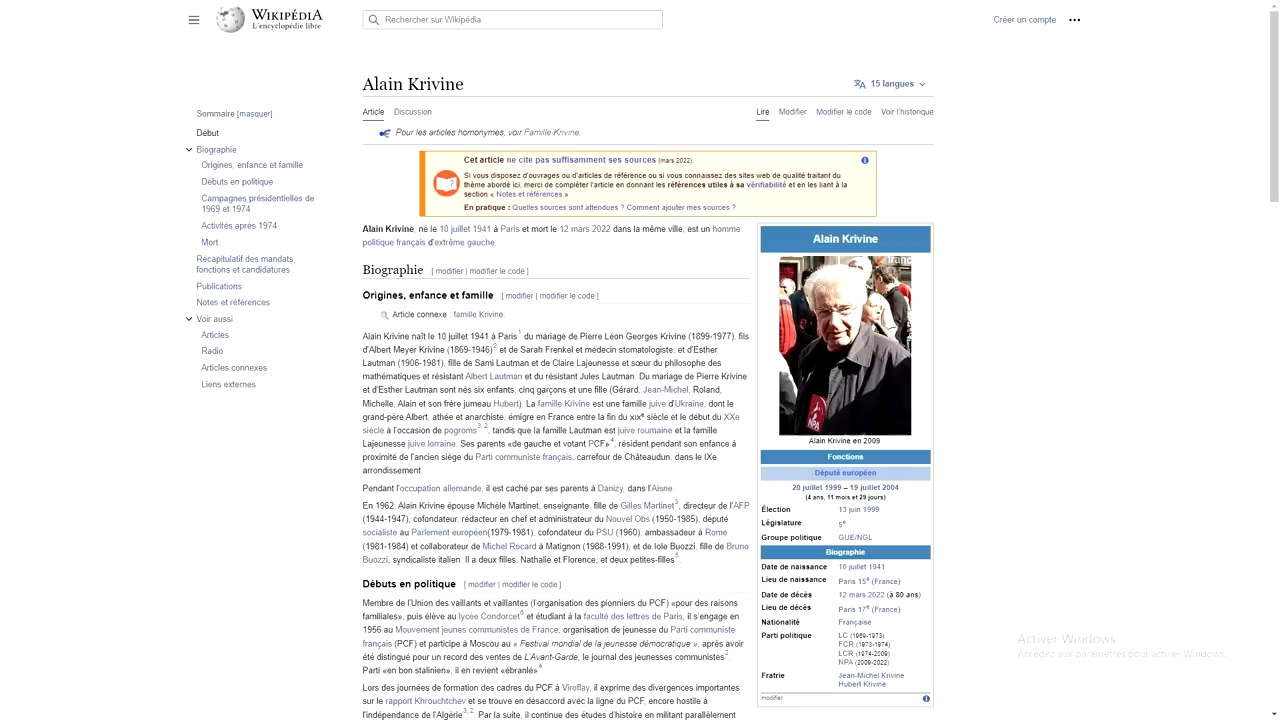 WIKIPÉDIA
L'encyclopédie libre
Rechercher sur Wikipédia
Créer un compte
Alain Krivine
15 langues
Sommaire [masquer]
Début
Biographie
Origines, enfance et famille
Débuts en politique
Campagnes présidentielles de
1969 et 1974
Activités après 1974
Mort
Récapitulatif des mandats,
fonctions et candidatures
Publications
Notes et références
Voir aussi
Articles
Radio
Articles connexes
Liens externes
Article Discussion
Lire Modifier Modifier le code Voir l'historique
Pour les articles homonymes, voir Famille Krivine.
Cet article ne cite pas suffisamment ses sources (mars 2022).
Si vous disposez d'ouvrages ou d'articles de référence ou si vous connaissez des sites web de qualité traitant du
thème abordé ici, merci de compléter l'article en donnant les références utiles à sa vérifiabilité et en les liant à la
section « Notes et références »
En pratique : Quelles sources sont attendues ? Comment ajouter mes sources ?
Alain Krivine, né le 10 juillet 1941 à Paris et mort le 12 mars 2022 dans la même ville, est un homme
politique français d'extrême gauche.
Biographie [ modifier | modifier le code ]
Origines, enfance et famille [ modifier | modifier le code ]
Article connexe : famille Krivine.
Alain Krivine naît le 10 juillet 1941 à Paris1 du mariage de Pierre Léon Georges Krivine (1899-1977), fils
d'Albert Meyer Krivine (1869-1946)2 et de Sarah Frenkel et médecin stomatologiste, et d'Esther
Lautman (1906-1981), fille de Sami Lautman et de Claire Lajeunesse et sœur du philosophe des
mathématiques et résistant Albert Lautman et du résistant Jules Lautman. Du mariage de Pierre Krivine
et d'Esther Lautman sont nés six enfants, cinq garçons et une fille (Gérard, Jean-Michel, Roland,
Michelle, Alain et son frère jumeau Hubert). La famille Krivine est une famille juive d'Ukraine, dont le
grand-père Albert, athée et anarchiste, émigre en France entre la fin du XIXe siècle et le début du XXe
siècle à l'occasion de pogroms3, 2, tandis que la famille Lautman est juive roumaine et la famille
Lajeunesse juive lorraine. Ses parents «de gauche et votant PCF»4, résident pendant son enfance à
proximité de l'ancien siège du Parti communiste français, carrefour de Châteaudun, dans le IXe
arrondissement.
Pendant l'occupation allemande, il est caché par ses parents à Danizy, dans l'Aisne.
En 1962, Alain Krivine épouse Michèle Martinet, enseignante, fille de Gilles Martinet3, directeur de l'AFP
(1944-1947), cofondateur, rédacteur en chef et administrateur du Nouvel Obs (1950-1985), député
socialiste au Parlement européen(1979-1981), cofondateur du PSU (1960), ambassadeur à Rome
(1981-1984) et collaborateur de Michel Rocard à Matignon (1988-1991), et de Iole Buozzi, fille de Bruno
Buozzi, syndicaliste italien. Il a deux filles, Nathalie et Florence, et deux petites-filles5.
Débuts en politique [ modifier | modifier le code ]
Membre de l'Union des vaillants et vaillantes (l'organisation des pionniers du PCF) «pour des raisons
familiales», puis élève au lycée Condorcet6 et étudiant à la faculté des lettres de Paris, il s'engage en
1956 au Mouvement jeunes communistes de France, organisation de jeunesse du Parti communiste
français (PCF) et participe à Moscou au « Festival mondial de la jeunesse démocratique », après avoir
été distingué pour un record des ventes de L'Avant-Garde, le journal des jeunesses communistes2.
Parti «en bon stalinien», il en revient «ébranlé»4
Lors des journées de formation des cadres du PCF à Viroflay, il exprime des divergences importantes
sur le rapport Khrouchtchev et se trouve en désaccord avec la ligne du PCF, encore hostile à
l'indépendance de l'Algérie3, 2. Par la suite, il continue des études d'histoire en militant parallèlement
Alain Krivine
franc
NPA
Alain Krivine en 2009
Fonctions
Député européen
20 juillet 1999 – 19 juillet 2004
(4 ans, 11 mois et 29 jours)
Élection 13 juin 1999
Législature 5e
Groupe politique GUE/NGL
Biographie
Date de naissance 10 juillet 1941
Lieu de naissance Paris 15e (France)
Date de décès 12 mars 2022 (à 80 ans)
Lieu de décès Paris 17e (France)
Nationalité Française
Parti politique LC (1969-1973)
FCR (1973-1974)
LCR (1974-2009)
NPA (2009-2022)
Fratrie Jean-Michel Krivine
Hubert Krivine
modifier
Activer Windows
Accédez aux paramètres pour activer Windows.